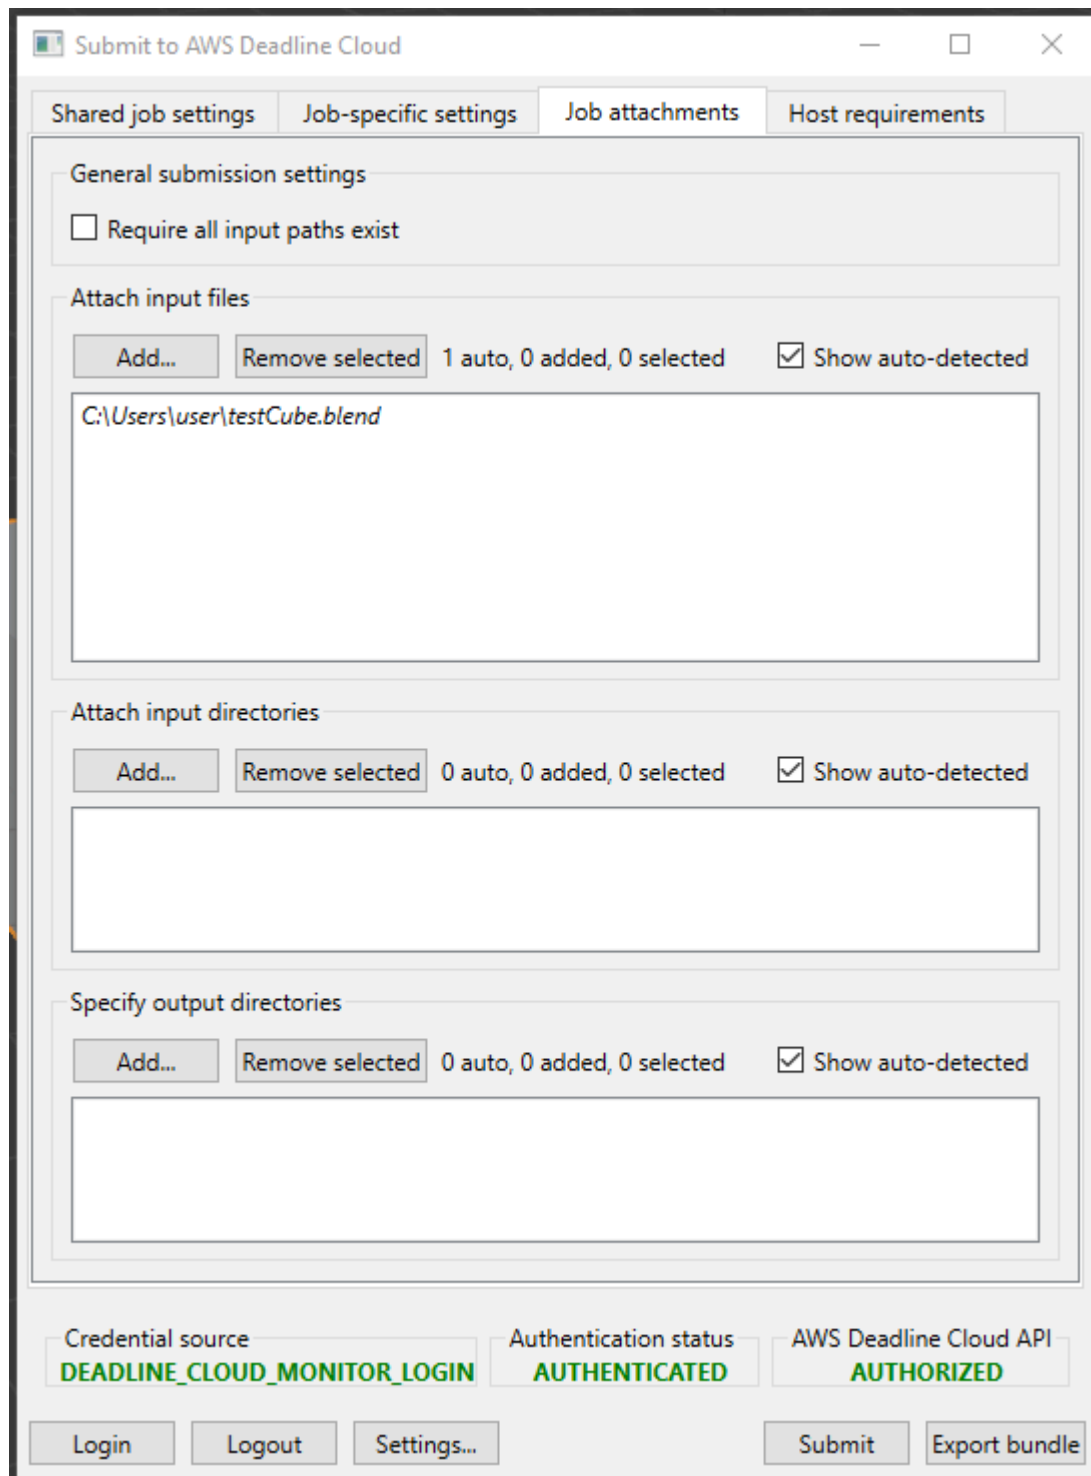 Submit to AWS Deadline Cloud
Shared job settings Job-specific settings Job attachments Host requirements
General submission settings
Require all input paths exist
Attach input files
Add... Remove selected 1 auto, 0 added, 0 selected Show auto-detected
C:\Users\user\testCube.blend
Attach input directories
Add... Remove selected 0 auto, 0 added, 0 selected Show auto-detected
Specify output directories
Add... Remove selected 0 auto, 0 added, 0 selected Show auto-detected
Credential source Authentication status AWS Deadline Cloud API
DEADLINE_CLOUD_MONITOR_LOGIN AUTHENTICATED AUTHORIZED
Login Logout Settings... Submit Export bundle